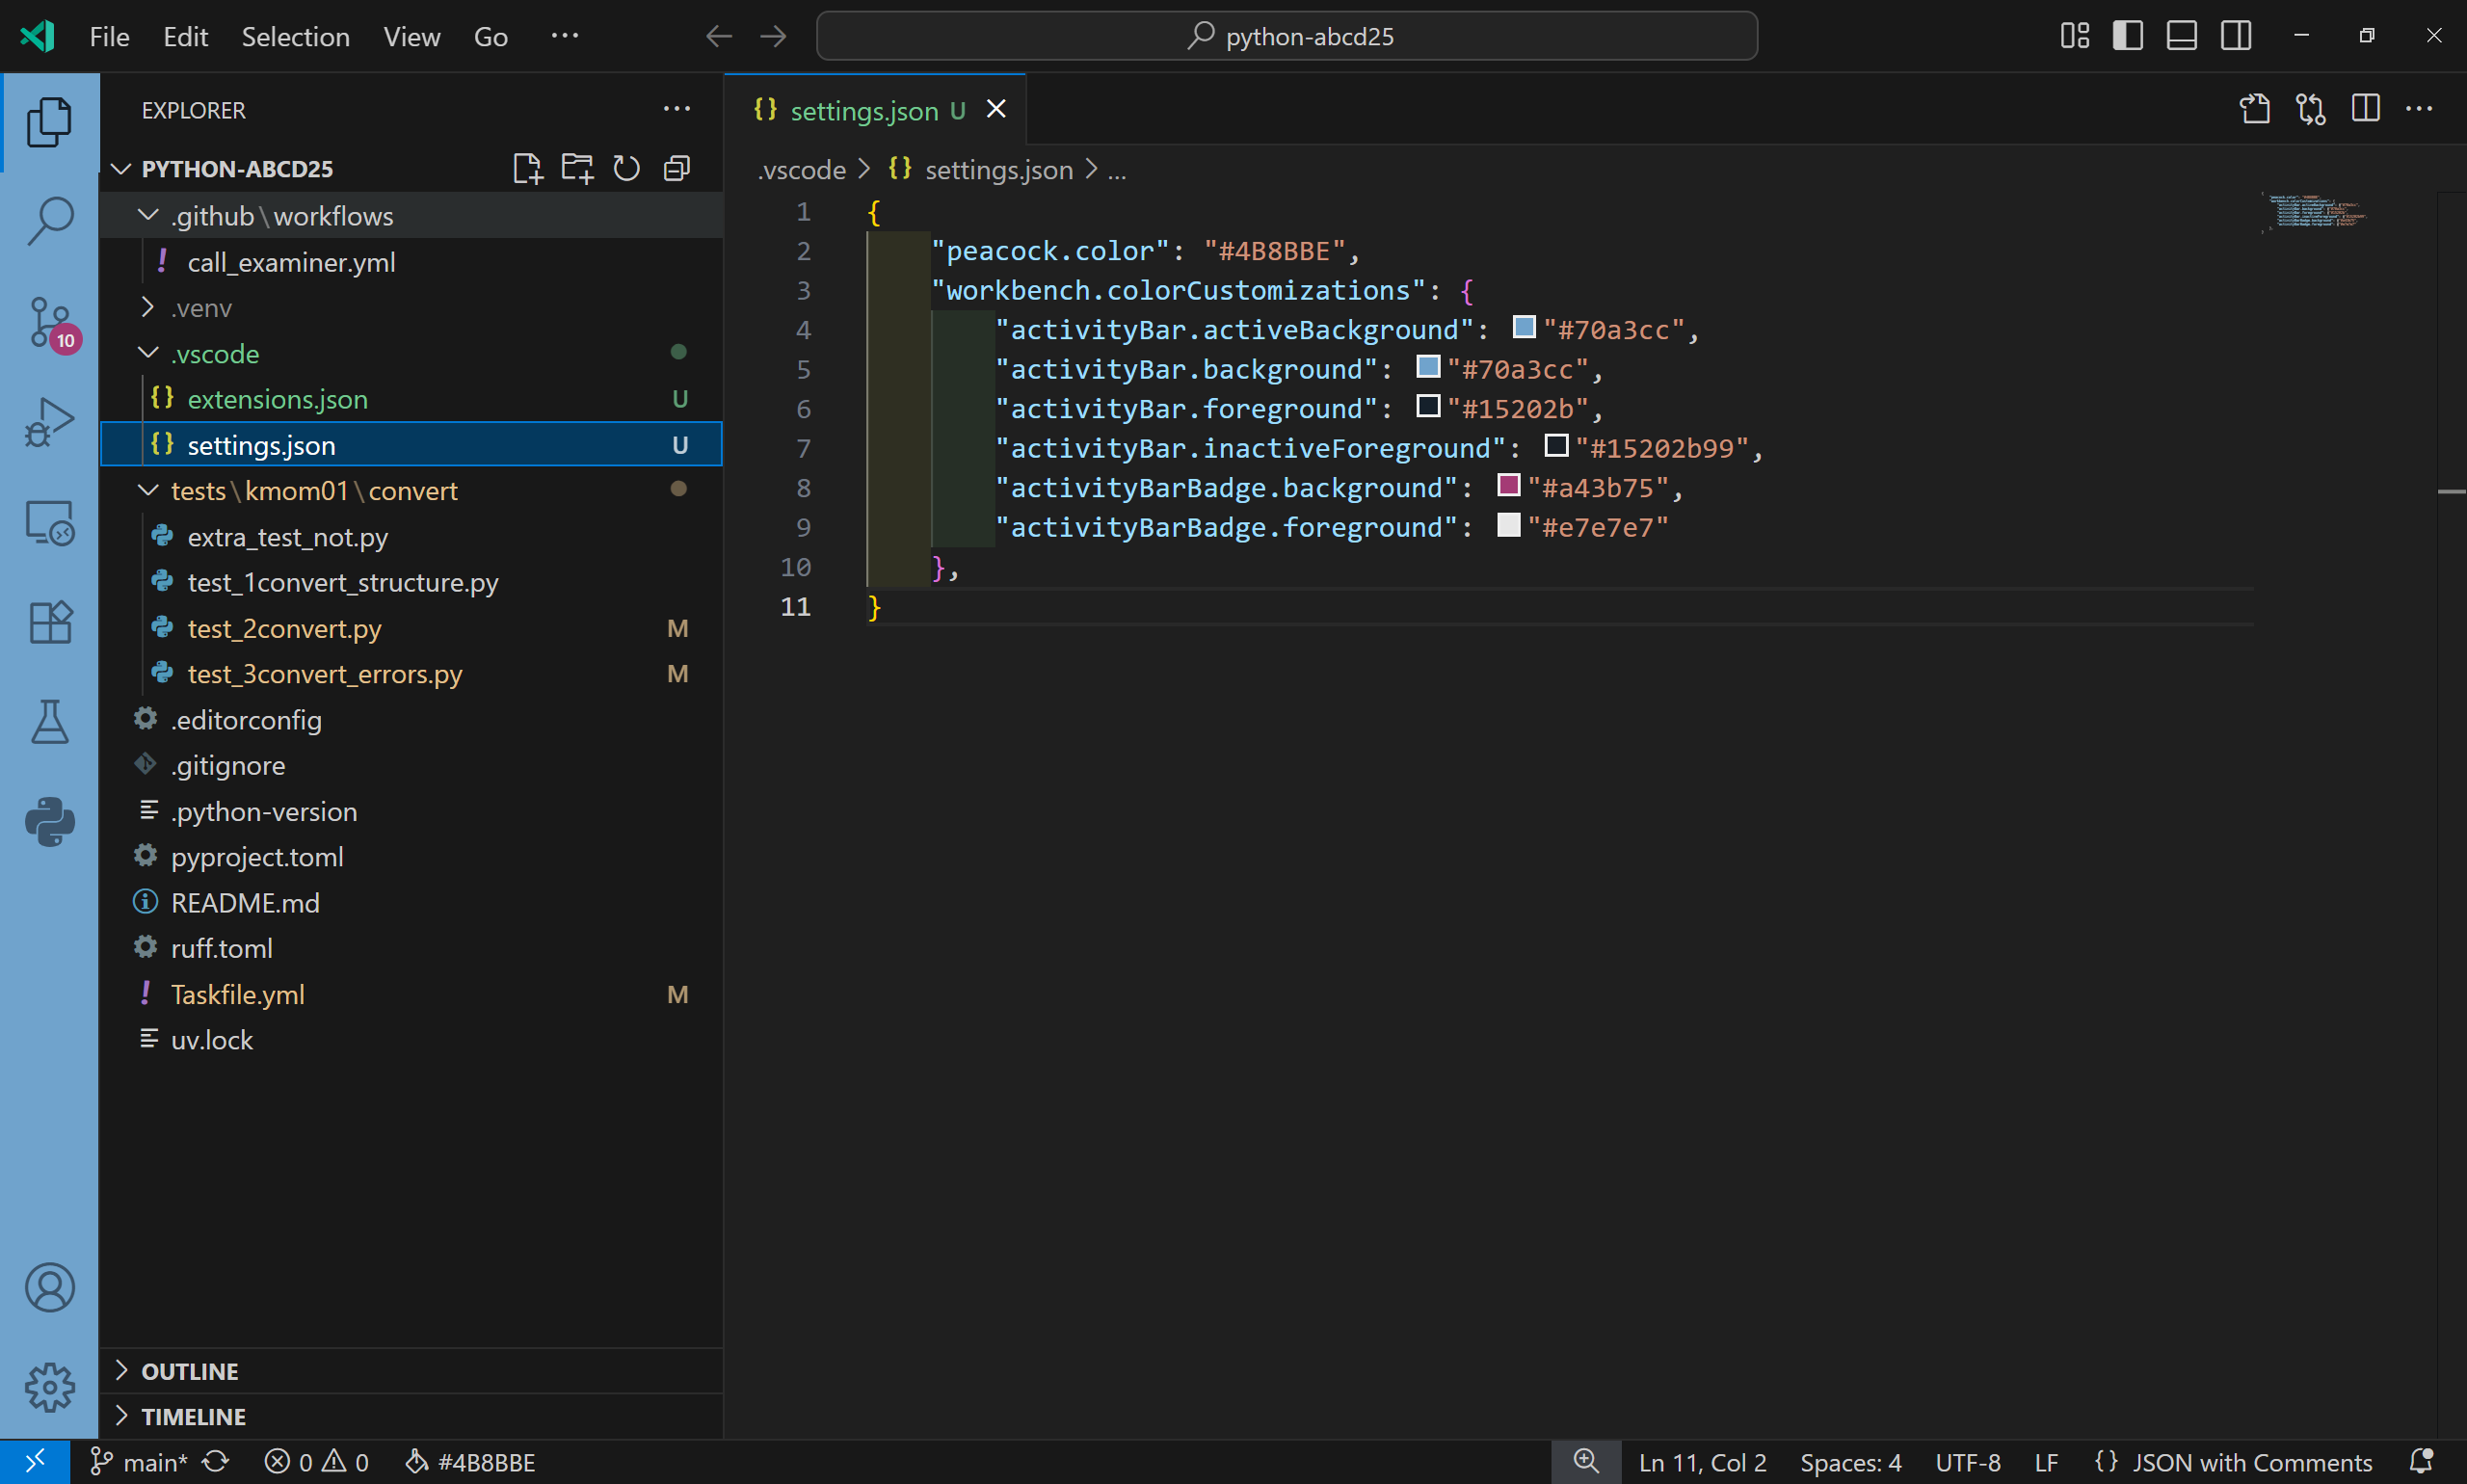 File Edit Selection View Go ···
python-abcd25
EXPLORER
PYTHON-ABCD25
.github\workflows
call_examiner.yml
.venv
.vscode
extensions.json U
settings.json U
tests\kmom01\convert
extra_test_not.py
test_1convert_structure.py
test_2convert.py M
test_3convert_errors.py M
.editorconfig
.gitignore
.python-version
pyproject.toml
README.md
ruff.toml
Taskfile.yml M
uv.lock
OUTLINE
TIMELINE
10
settings.json U
.vscode > {} settings.json > ...
1 {
2 "peacock.color": "#4B8BBE",
3 "workbench.colorCustomizations": {
4 "activityBar.activeBackground": "#70a3cc",
5 "activityBar.background": "#70a3cc",
6 "activityBar.foreground": "#15202b",
7 "activityBar.inactiveForeground": "#15202b99",
8 "activityBarBadge.background": "#a43b75",
9 "activityBarBadge.foreground": "#e7e7e7"
10 },
11 }
main* 0 0 #4B8BBE
Ln 11, Col 2 Spaces: 4 UTF-8 LF {} JSON with Comments